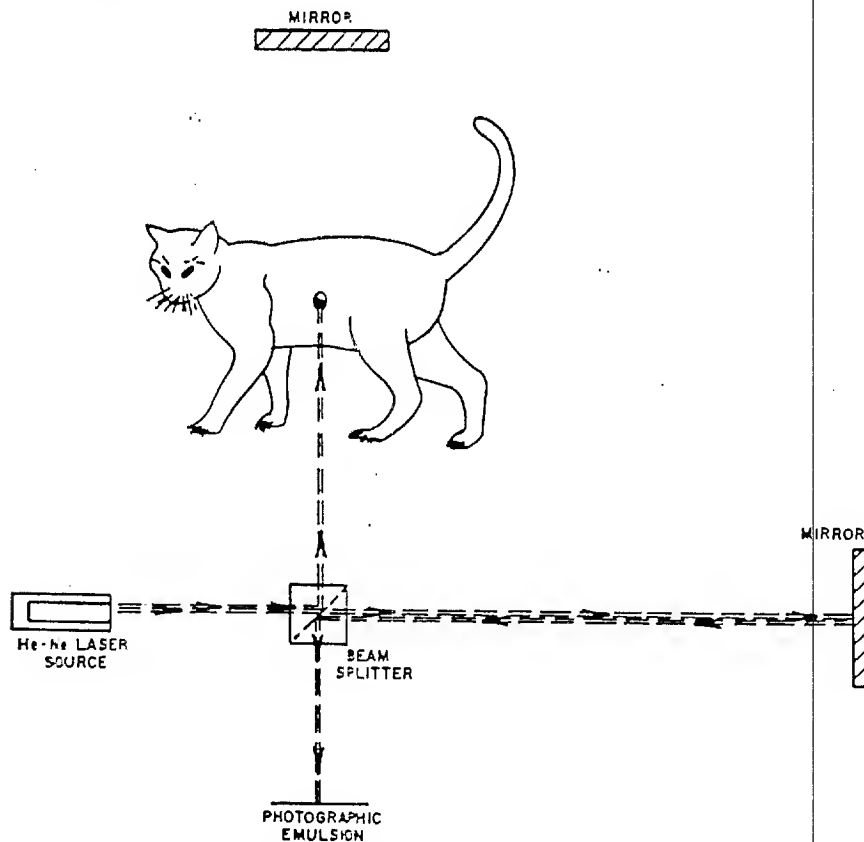 MIRROR
MIRROR
He-Ne LASER
SOURCE
BEAM
SPLITTER
PHOTOGRAPHIC
EMULSION